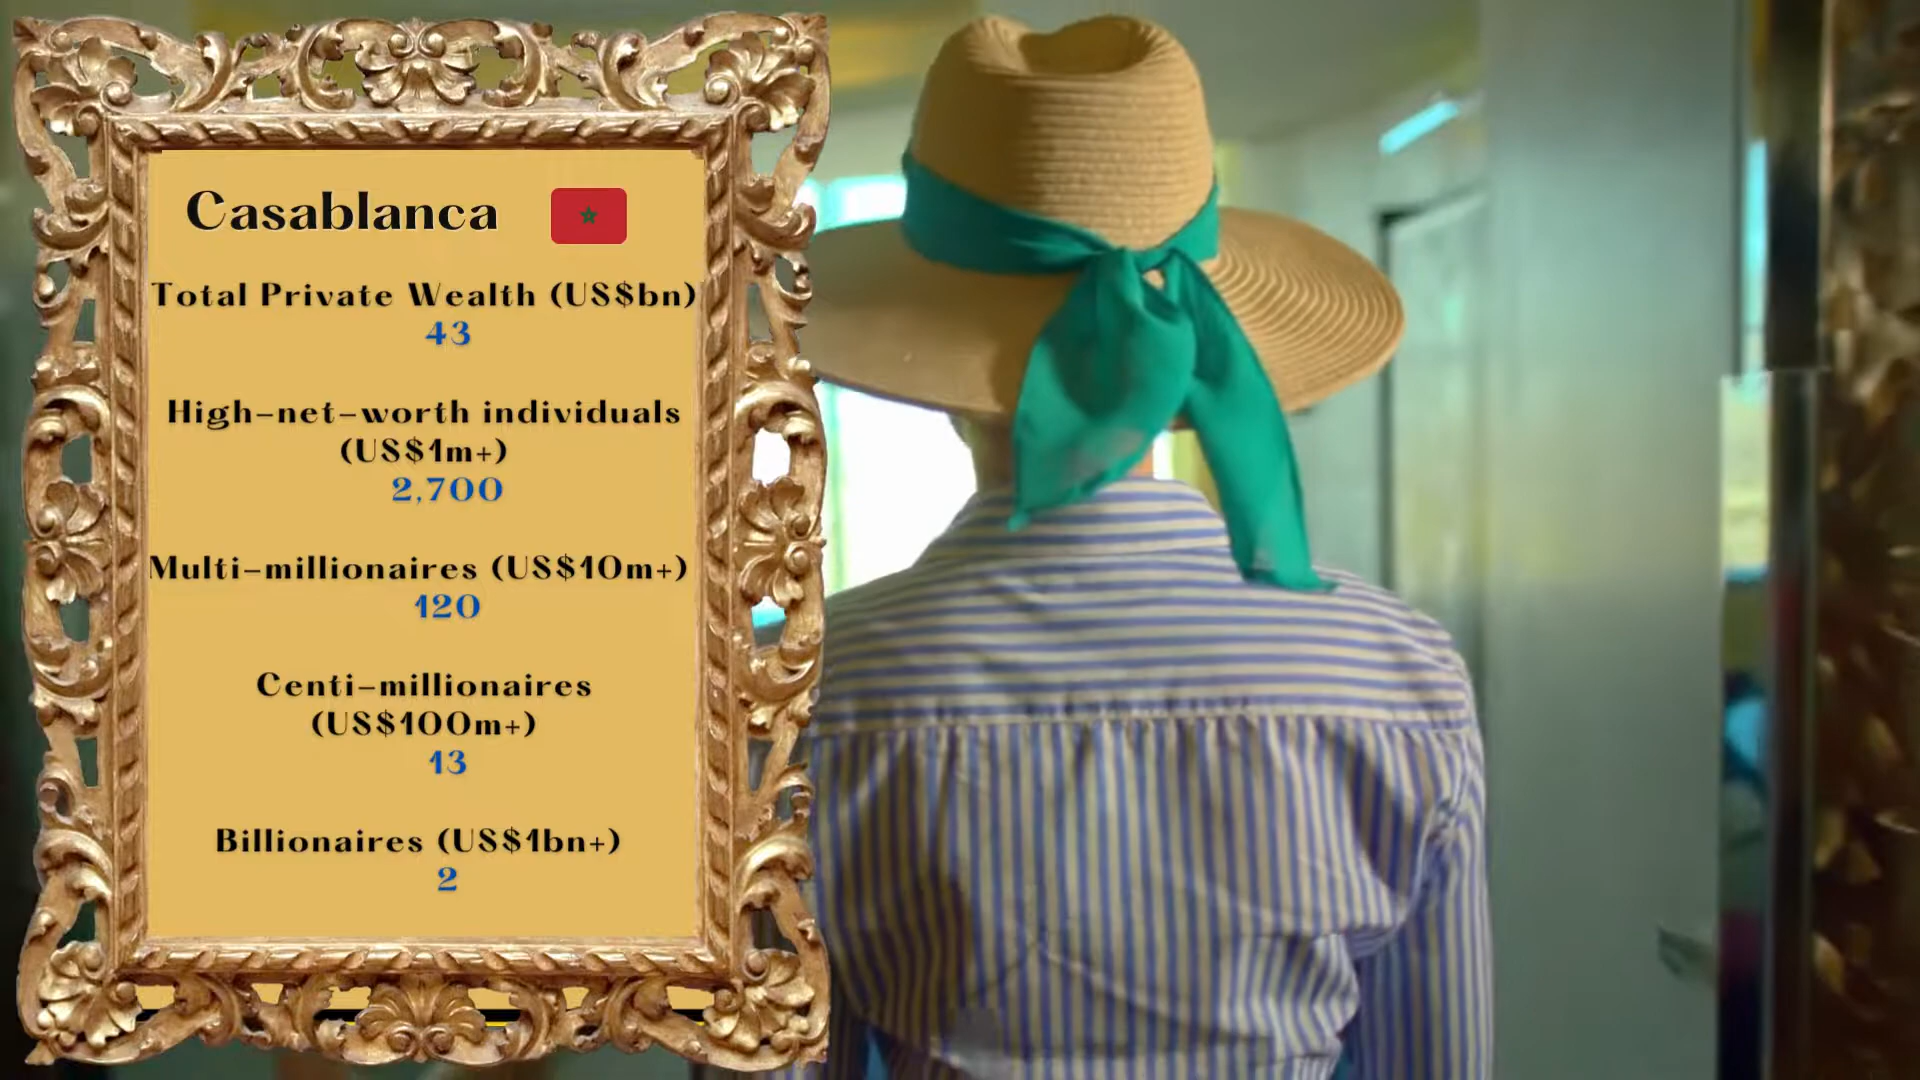 Casablanca
Total Private Wealth (US$bn)
43
High-net-worth individuals
(US$1m+)
2,700
Multi-millionaires (US$10m+)
120
Centi-millionaires
(US$100m+)
13
Billionaires (US$1bn+)
2